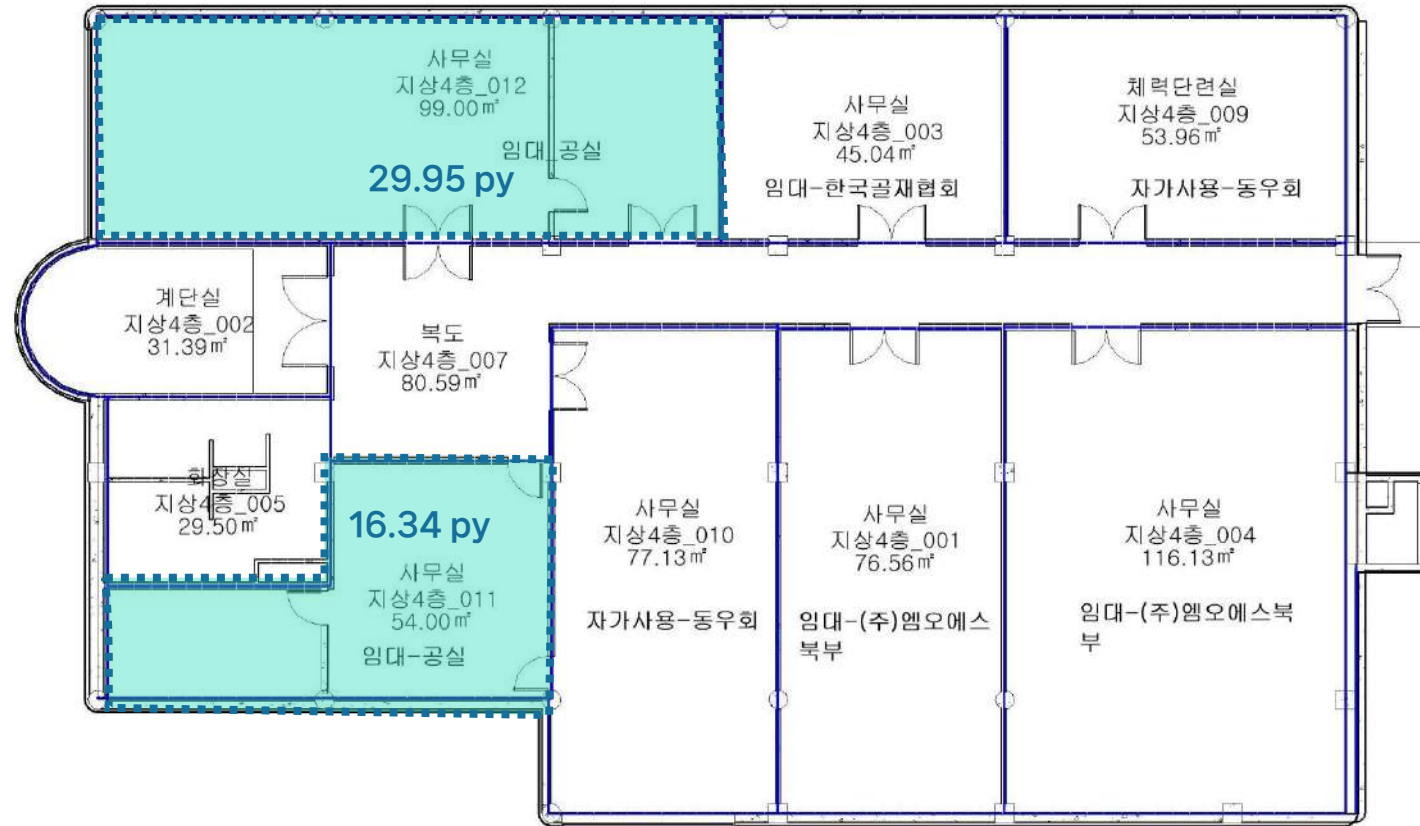 사무실
지상4층_012
99.00㎡
임대_공실
29.95 py
사무실
지상4층_003
45.04㎡
임대-한국골재협회
체력단련실
지상4층_009
53.96㎡
자가사용-동우회
계단실
지상4층_002
31.39㎡
복도
지상4층_007
80.59㎡
화장실
지상4층_005
29.50㎡
16.34 py
사무실
지상4층_011
54.00㎡
임대-공실
사무실
지상4층_010
77.13㎡
자가사용-동우회
사무실
지상4층_001
76.56㎡
임대-(주)엠오에스
북부
사무실
지상4층_004
116.13㎡
임대-(주)엠오에스북
부